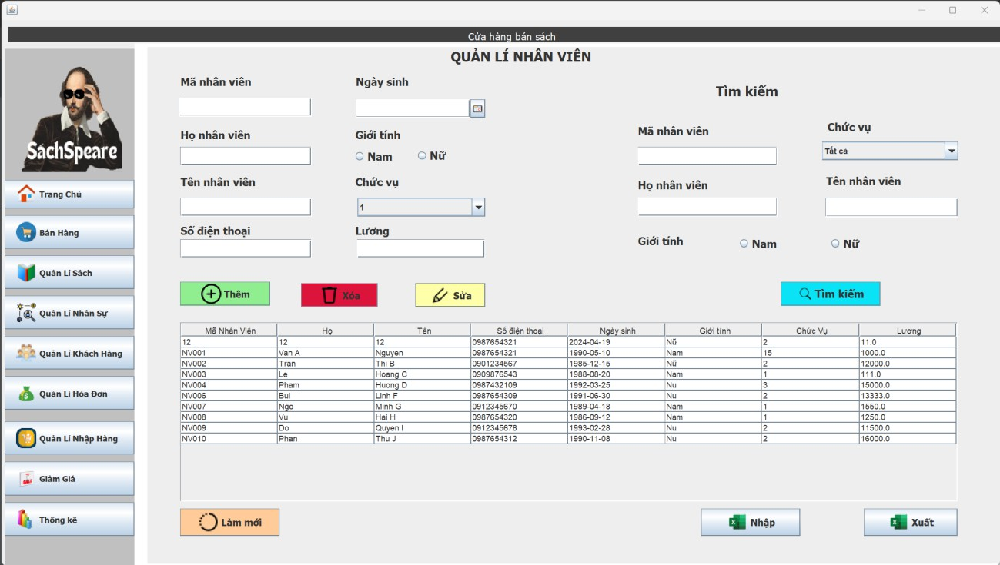 Cửa hàng bán sách
SáchSpeare
Trang Chủ
Bán Hàng
Quản Lí Sách
Quản Lí Nhân Sự
Quản Lí Khách Hàng
Quản Lí Hóa Đơn
Quản Lí Nhập Hàng
Giảm Giá
Thống kê
QUẢN LÍ NHÂN VIÊN
Mã nhân viên
Ngày sinh
Họ nhân viên
Giới tính
Nam Nữ
Tên nhân viên
Chức vụ
1
Số điện thoại
Lương
Tìm kiếm
Mã nhân viên
Chức vụ
Tất cả
Họ nhân viên
Tên nhân viên
Giới tính Nam Nữ
Thêm Xóa Sửa Tìm kiếm
Mã Nhân Viên Họ Tên Số điện thoại Ngày sinh Giới tính Chức Vụ Lương
12 12 12 0987654321 2024-04-19 Nữ 2 11.0
NV001 Van A Nguyen 0987654321 1990-05-10 Nam 15 1000.0
NV002 Tran Thi B 0901234567 1985-12-15 Nữ 2 12000.0
NV003 Le Hoang C 0909876543 1988-08-20 Nam 1 111.0
NV004 Pham Huong D 0987432109 1992-03-25 Nu 3 15000.0
NV006 Bui Linh F 0987654309 1991-06-30 Nu 2 13333.0
NV007 Ngo Minh G 0912345670 1989-04-18 Nam 1 1550.0
NV008 Vu Hai H 0987654320 1986-09-12 Nam 1 1250.0
NV009 Do Quyen I 0912345678 1993-02-28 Nu 2 11500.0
NV010 Phan Thu J 0987654312 1990-11-08 Nu 2 16000.0
Làm mới Nhập Xuất